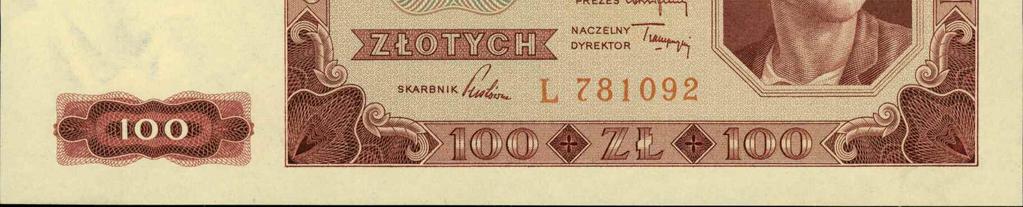 PREZES
ZŁOTYCH
NACZELNY
DYREKTOR
SKARBNIK
L 781092
100
100 ZŁ 100